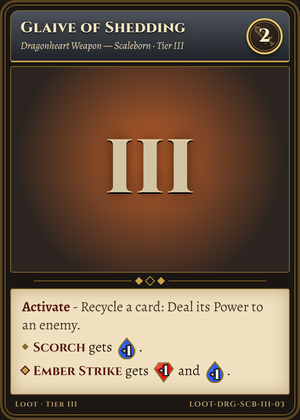 Glaive of Shedding
2
Dragonheart Weapon — Scaleborn · Tier III
III
Activate - Recycle a card: Deal its Power to
an enemy.
Scorch gets -1 .
Ember Strike gets +1 and -1 .
Loot · Tier III
LOOT-DRG-SCB-III-03